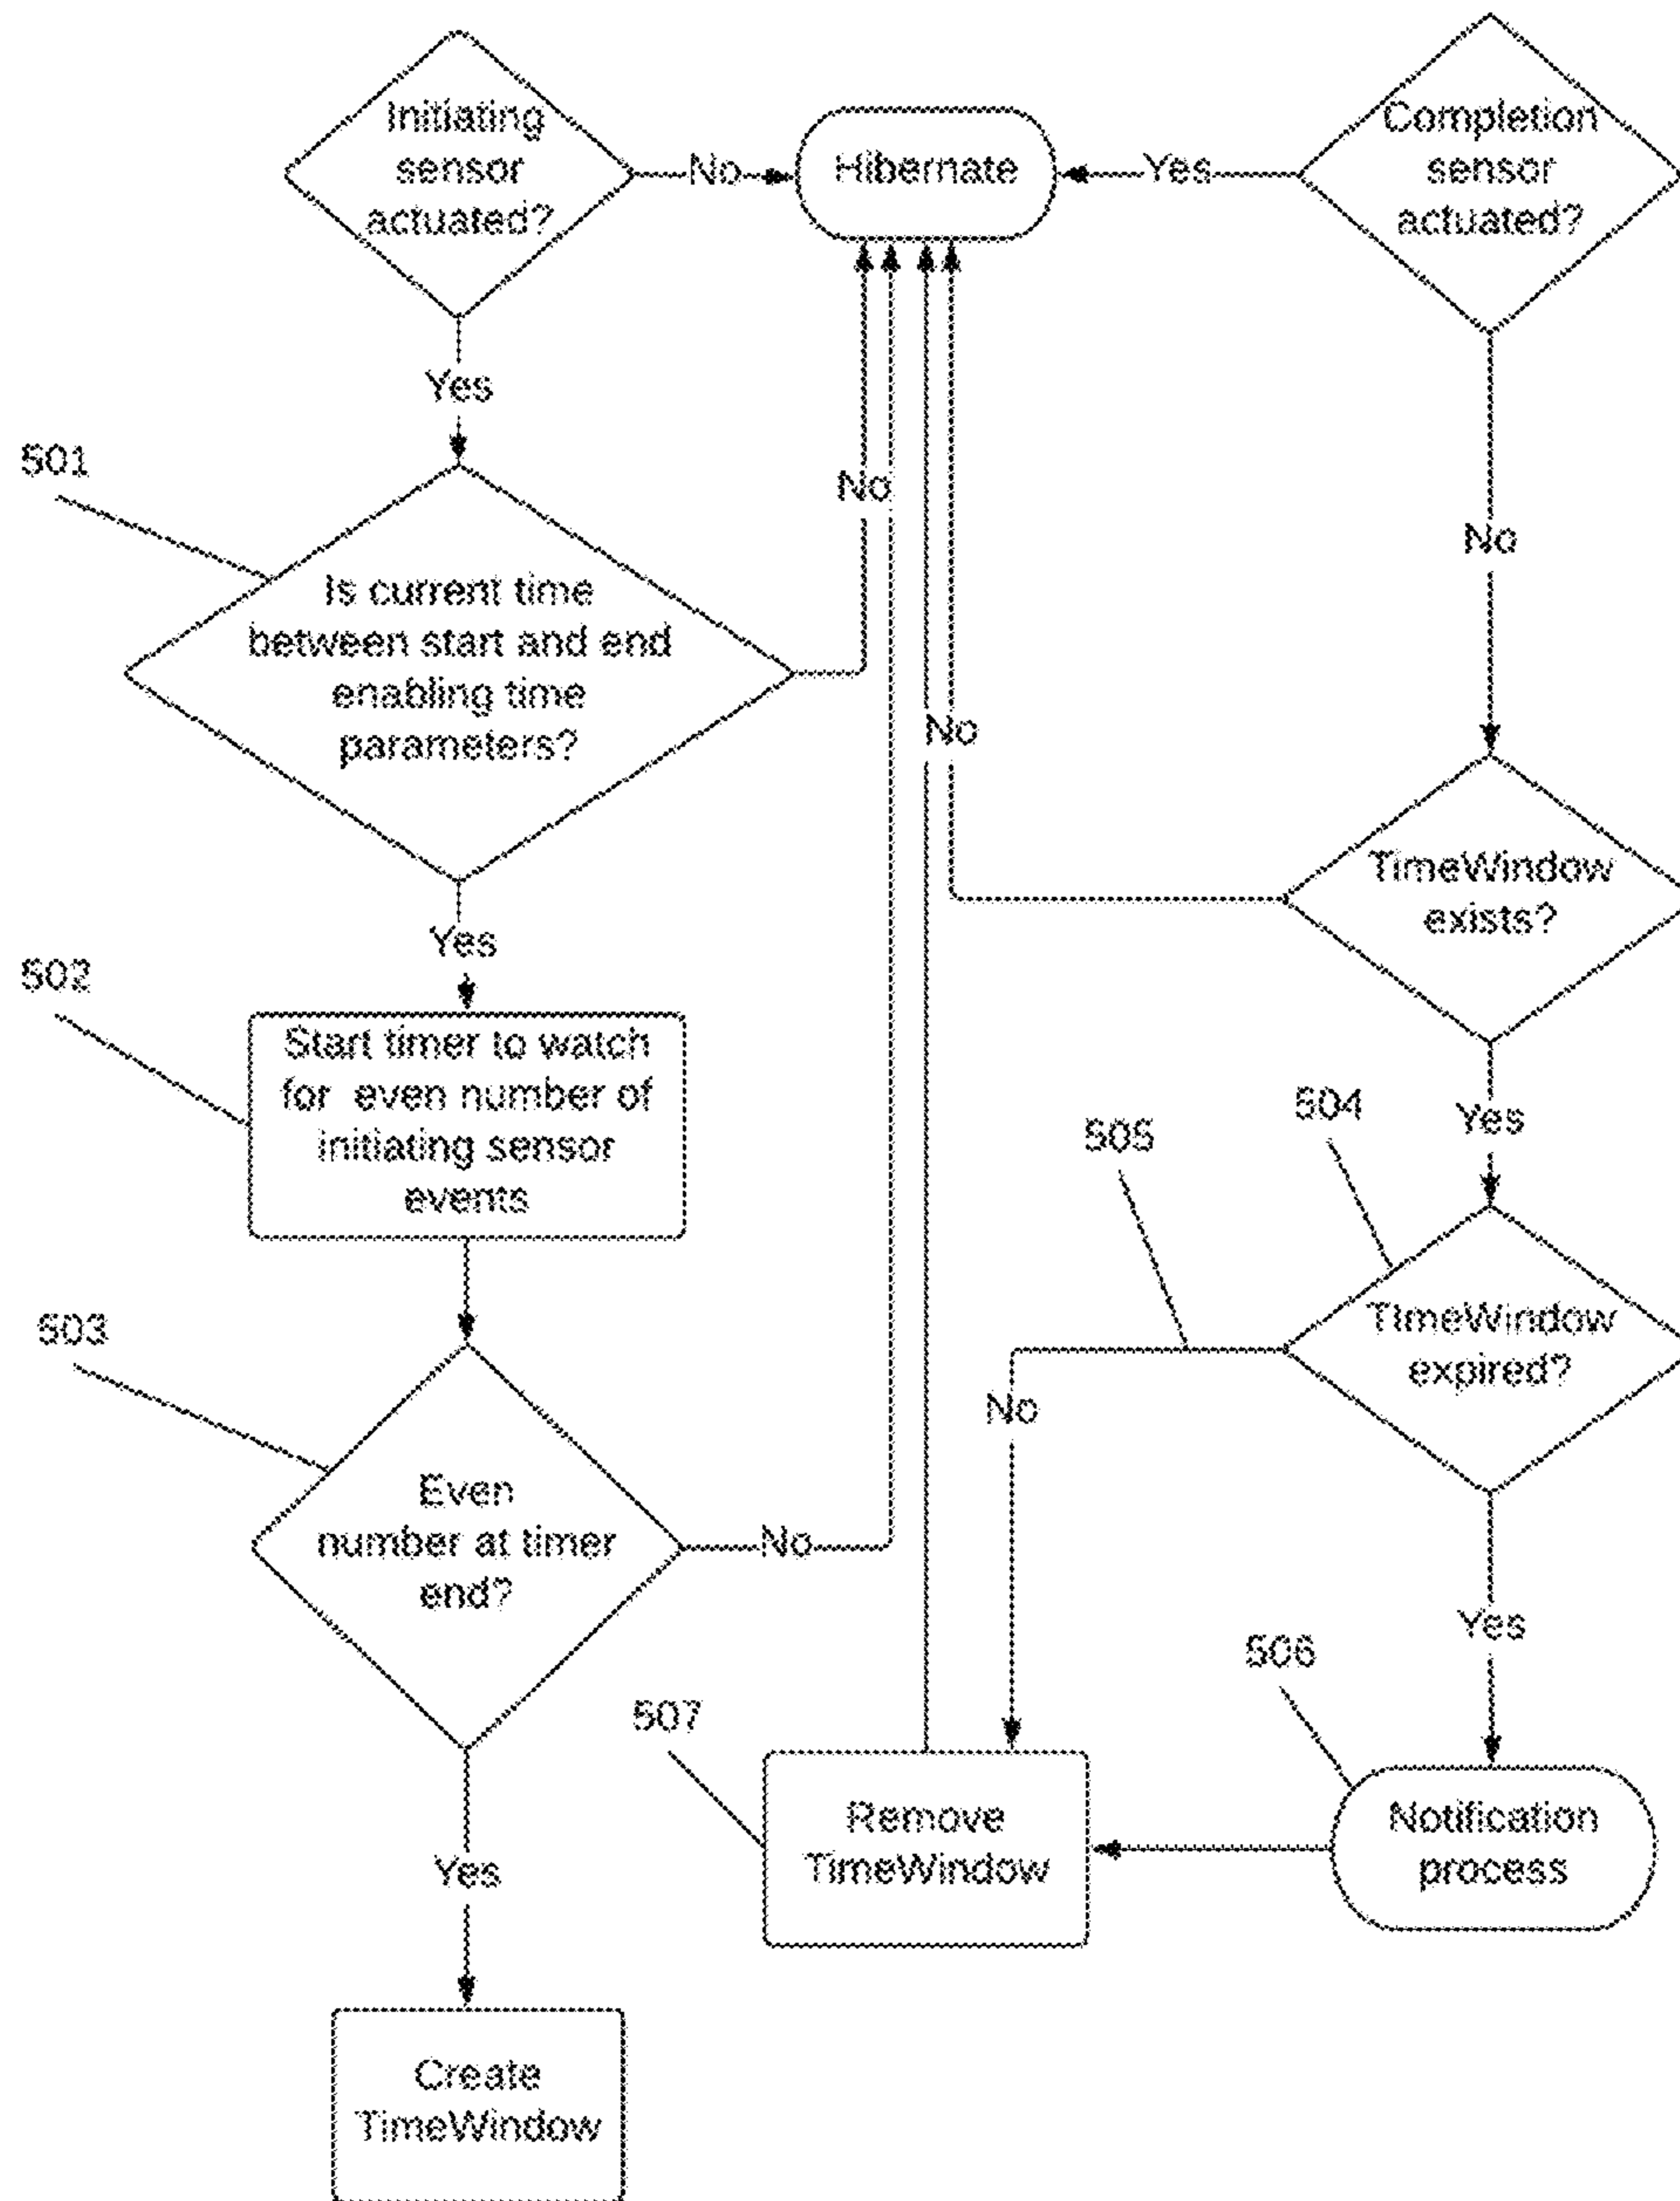 Initiating
sensor
actuated?
No
Hibernate
Yes
Completion
sensor
actuated?
Yes
501
No
No
Is current time
between start and end
enabling time
parameters?
No
TimeWindow
exists?
Yes
502
Start timer to watch
for even number of
initiating sensor
events
505
504
Yes
503
TimeWindow
expired?
No
Even
number at timer
end?
No
Yes
506
507
Remove
TimeWindow
Notification
process
Yes
Create
TimeWindow